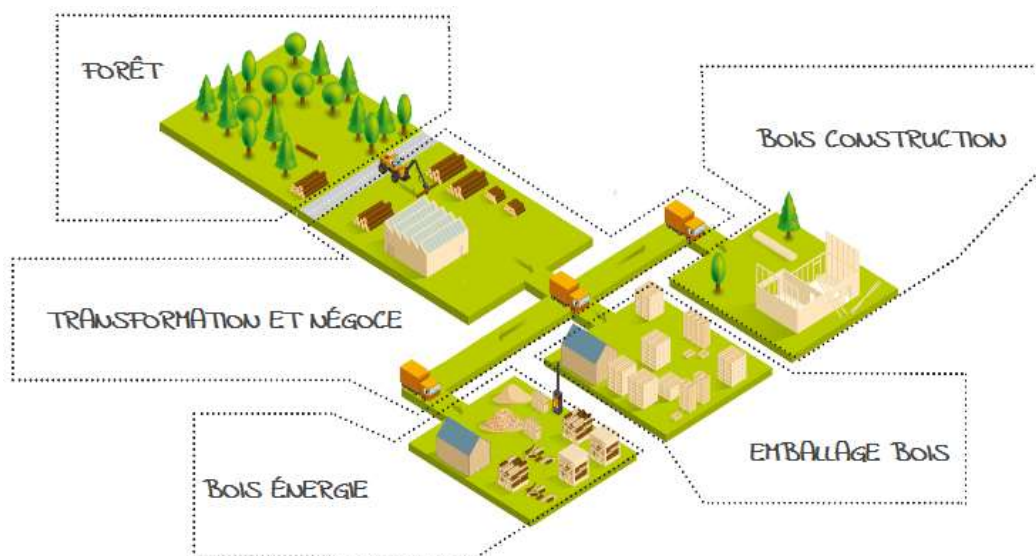 FORÊT
BOIS CONSTRUCTION
TRANSFORMATION ET NÉGOCE
EMBALLAGE BOIS
BOIS ÉNERGIE